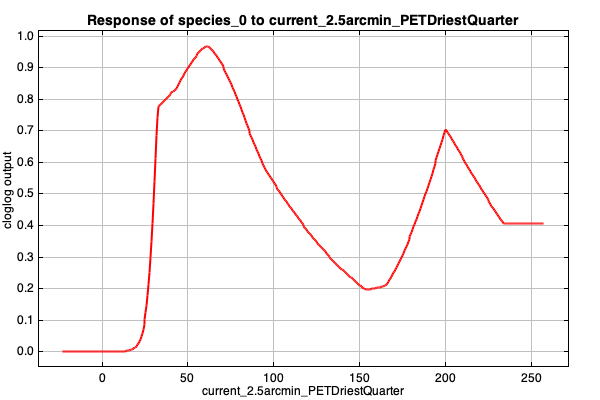 Response of species_0 to current_2.5arcmin_PETDriestQuarter
1.0
0.9
0.8
0.7
0.6
0.5
0.4
0.3
0.2
0.1
0.0
cloglog output
0 50 100 150 200 250
current_2.5arcmin_PETDriestQuarter